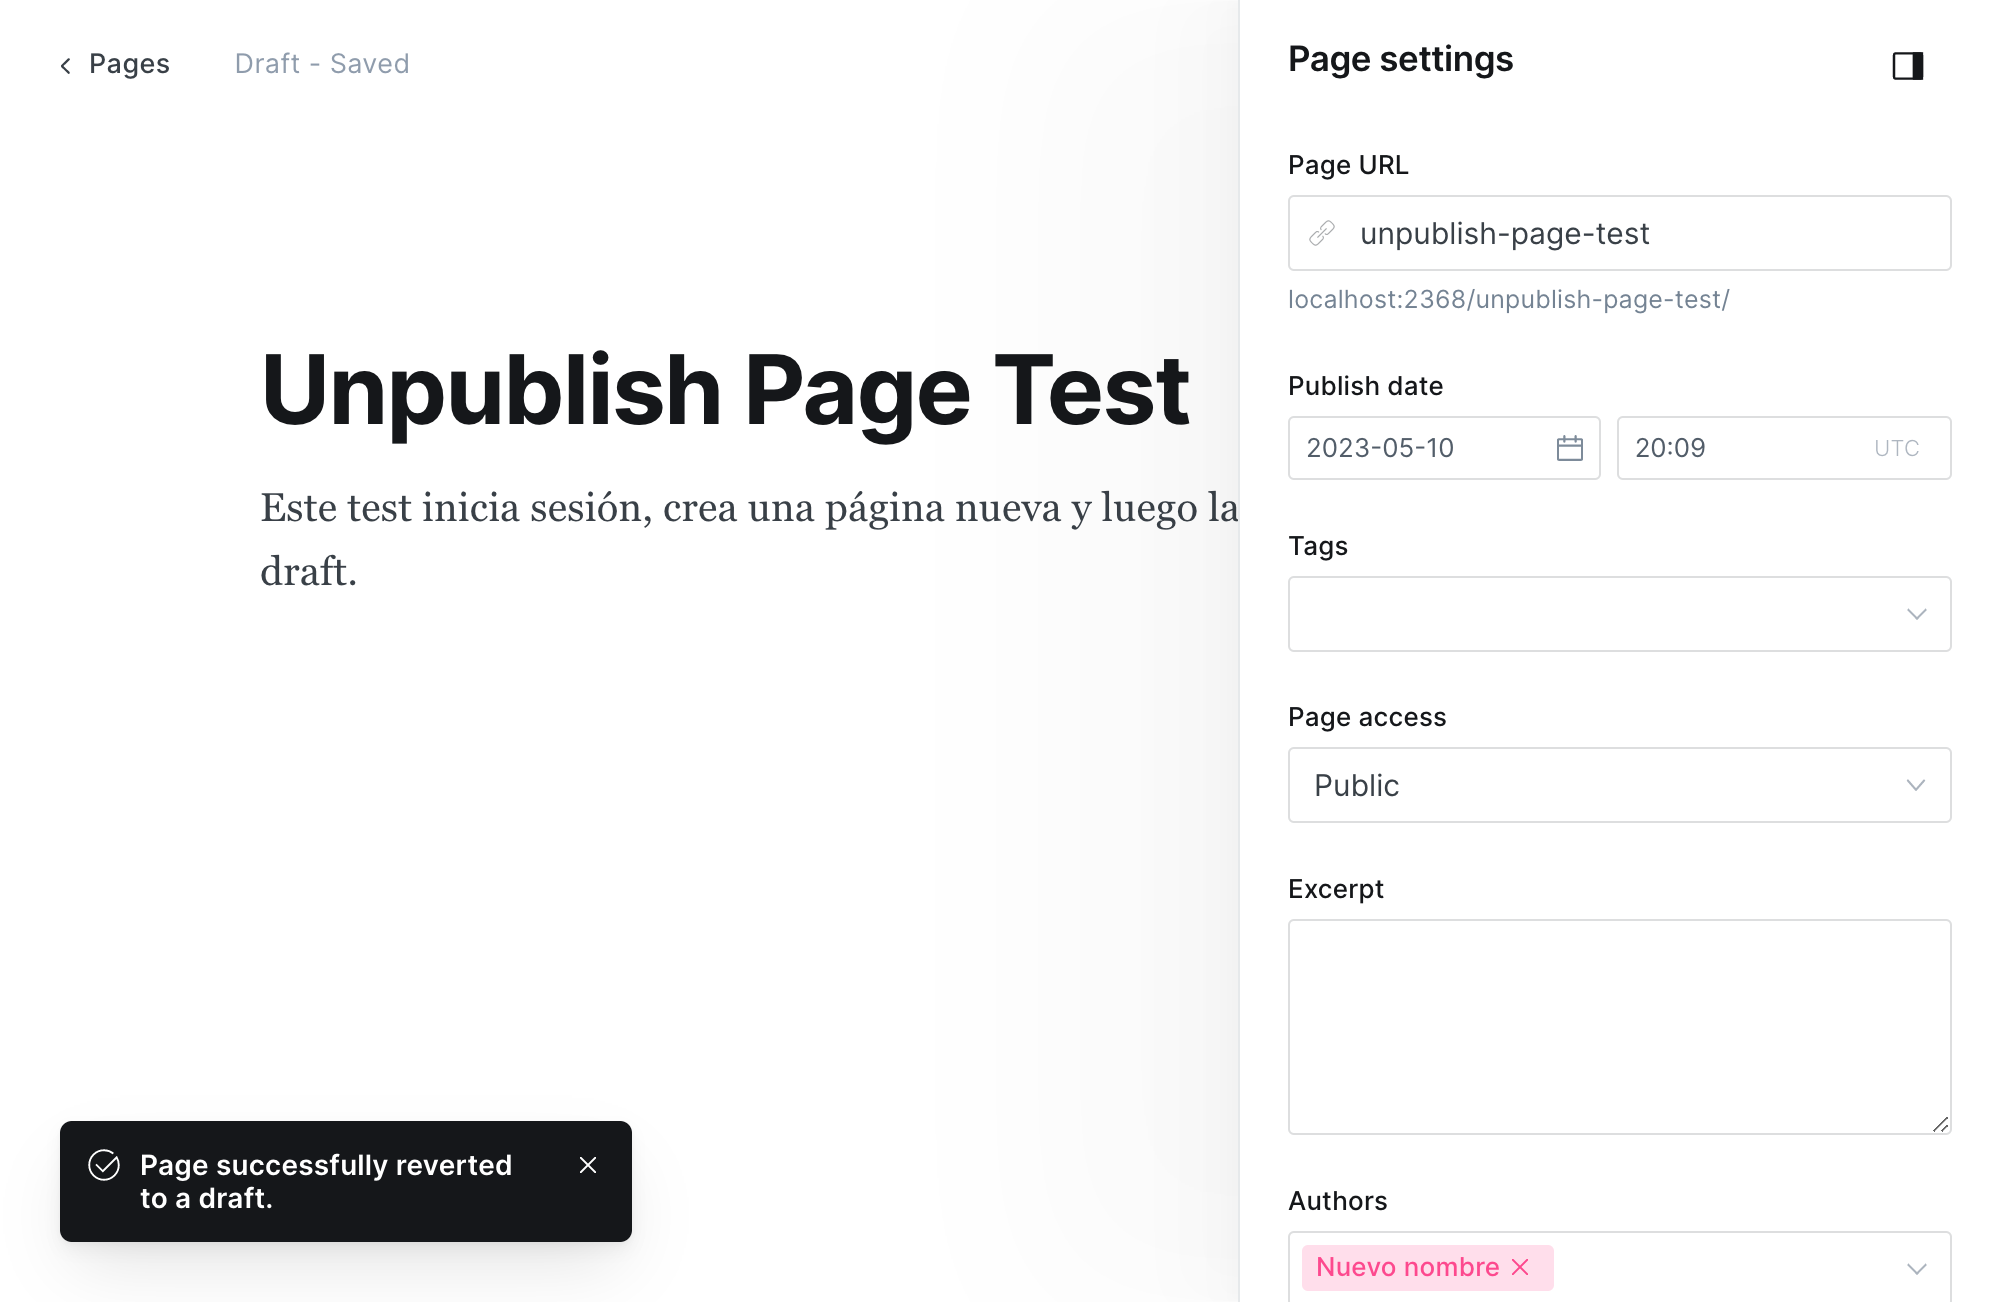 Pages
Draft - Saved
Unpublish Page Test
Este test inicia sesión, crea una página nueva y luego la
draft.
Page successfully reverted
to a draft.
Page settings
Page URL
unpublish-page-test
localhost:2368/unpublish-page-test/
Publish date
2023-05-10
20:09 UTC
Tags
Page access
Public
Excerpt
Authors
Nuevo nombre